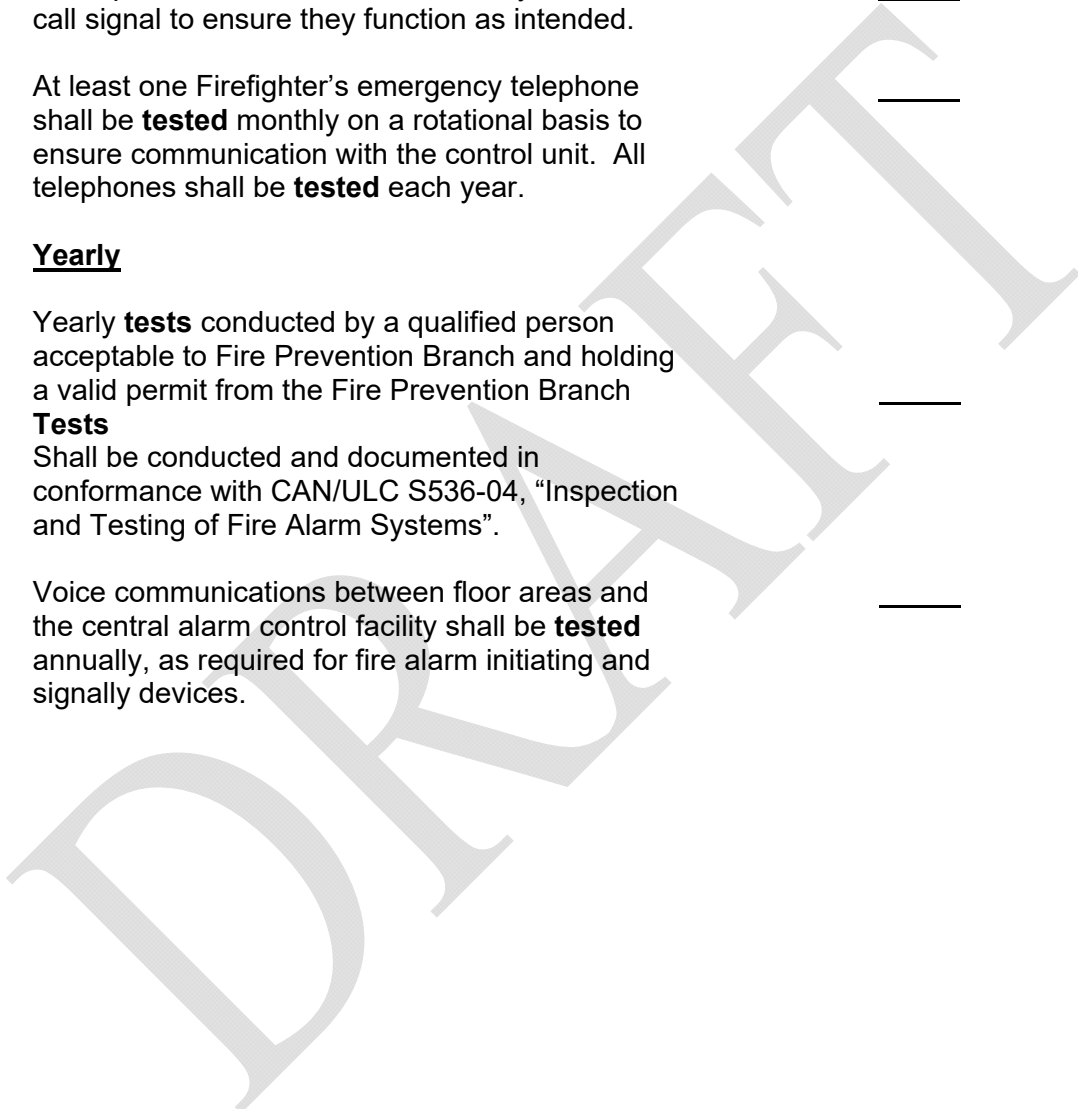 call signal to ensure they function as intended.
At least one Firefighter’s emergency telephone
shall be tested monthly on a rotational basis to
ensure communication with the control unit.  All
telephones shall be tested each year.
Yearly
Yearly tests conducted by a qualified person
acceptable to Fire Prevention Branch and holding
a valid permit from the Fire Prevention Branch
Tests
Shall be conducted and documented in
conformance with CAN/ULC S536-04, “Inspection
and Testing of Fire Alarm Systems”.
Voice communications between floor areas and
the central alarm control facility shall be tested
annually, as required for fire alarm initiating and
signally devices.
DRAFT